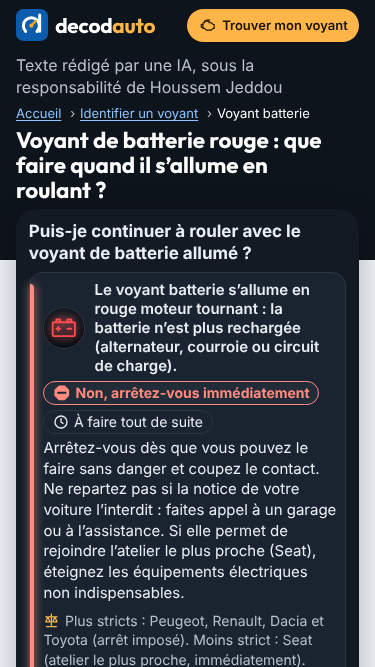 decodauto
Trouver mon voyant
Texte rédigé par une IA, sous la
responsabilité de Houssem Jeddou
Accueil › Identifier un voyant › Voyant batterie
Voyant de batterie rouge : que
faire quand il s’allume en
roulant ?
Puis-je continuer à rouler avec le
voyant de batterie allumé ?
Le voyant batterie s’allume en
rouge moteur tournant : la
batterie n’est plus rechargée
(alternateur, courroie ou circuit
de charge).
Non, arrêtez-vous immédiatement
À faire tout de suite
Arrêtez-vous dès que vous pouvez le
faire sans danger et coupez le contact.
Ne repartez pas si la notice de votre
voiture l’interdit : faites appel à un garage
ou à l’assistance. Si elle permet de
rejoindre l’atelier le plus proche (Seat),
éteignez les équipements électriques
non indispensables.
Plus stricts : Peugeot, Renault, Dacia et
Toyota (arrêt imposé). Moins strict : Seat
(atelier le plus proche, immédiatement).